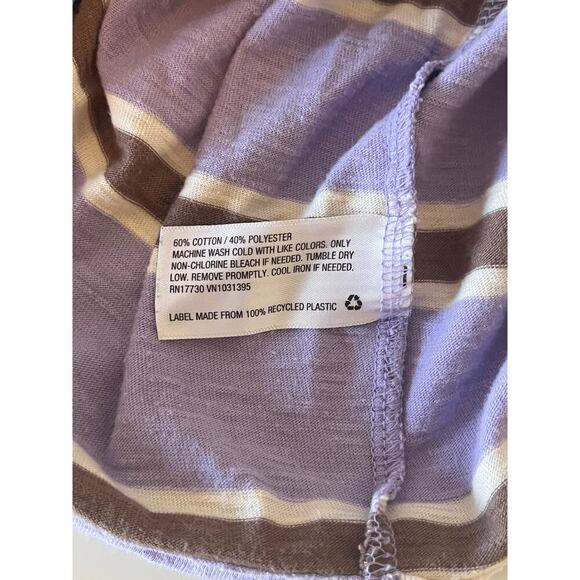 60% COTTON / 40% POLYESTER
MACHINE WASH COLD WITH LIKE COLORS. ONLY
NON-CHLORINE BLEACH IF NEEDED. TUMBLE DRY
LOW. REMOVE PROMPTLY. COOL IRON IF NEEDED.
RN17730 VN1031395
LABEL MADE FROM 100% RECYCLED PLASTIC